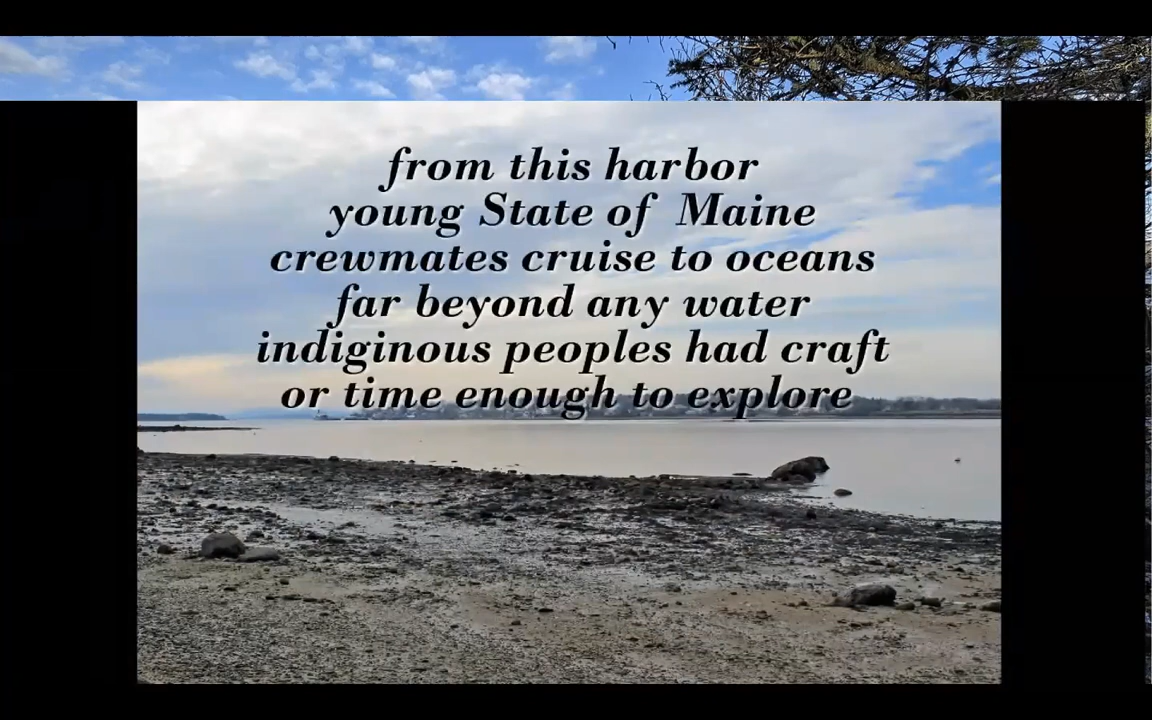 from this harbor
young State of Maine
crewmates cruise to oceans
far beyond any water
indiginous peoples had craft
or time enough to explore